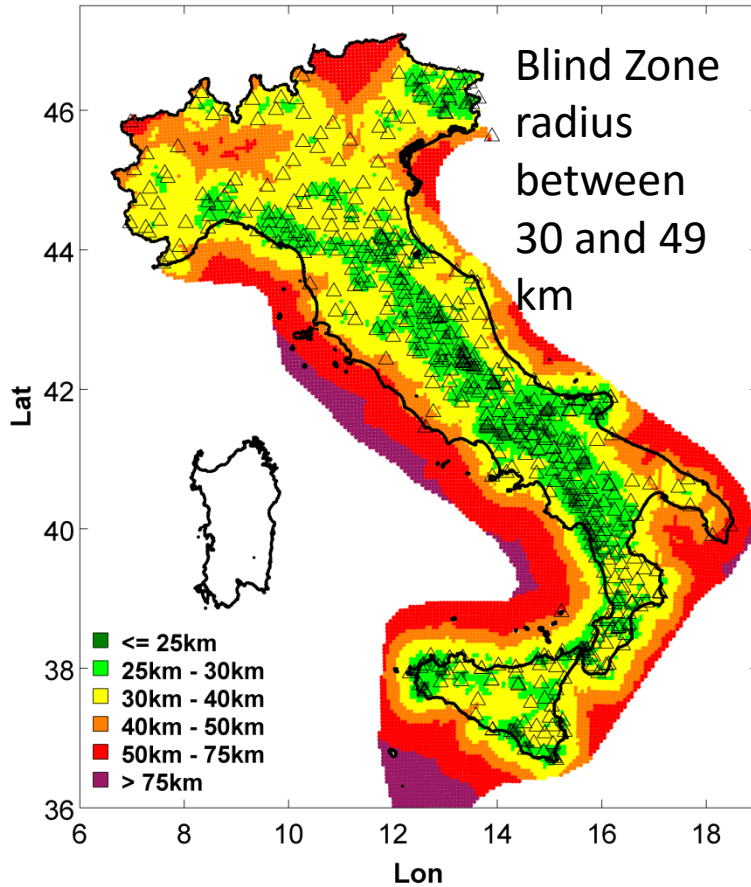 Blind Zone
radius
between
30 and 49
km
46
44
42
40
38
36
Lat
<= 25km
25km - 30km
30km - 40km
40km - 50km
50km - 75km
> 75km
6 8 10 12 14 16 18
Lon